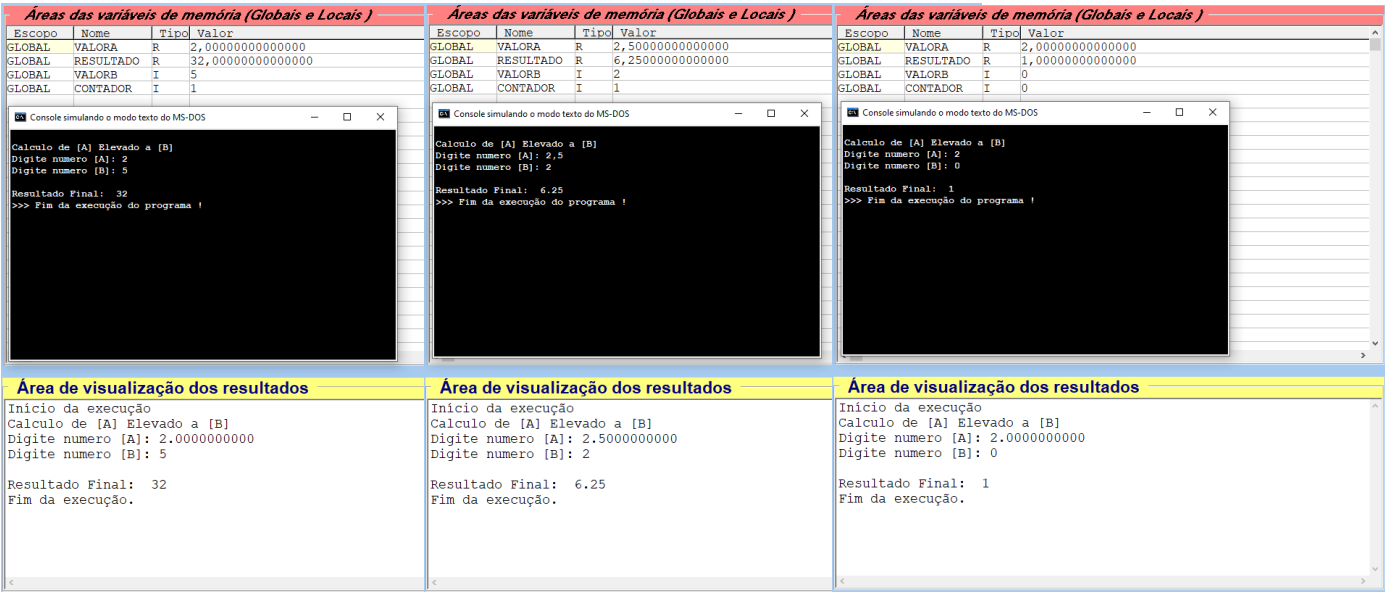 Áreas das variáveis de memória (Globais e Locais )
Escopo Nome Tipo Valor
GLOBAL VALORA R 2,00000000000000
GLOBAL RESULTADO R 32,0000000000000
GLOBAL VALORB I 5
GLOBAL CONTADOR I 1
Console simulando o modo texto do MS-DOS
Calculo de [A] Elevado a [B]
Digite numero [A]: 2
Digite numero [B]: 5
Resultado Final: 32
>>> Fim da execução do programa !
Área de visualização dos resultados
Início da execução
Calculo de [A] Elevado a [B]
Digite numero [A]: 2.0000000000
Digite numero [B]: 5
Resultado Final: 32
Fim da execução.
Áreas das variáveis de memória (Globais e Locais )
Escopo Nome Tipo Valor
GLOBAL VALORA R 2,50000000000000
GLOBAL RESULTADO R 6,25000000000000
GLOBAL VALORB I 2
GLOBAL CONTADOR I 1
Console simulando o modo texto do MS-DOS
Calculo de [A] Elevado a [B]
Digite numero [A]: 2,5
Digite numero [B]: 2
Resultado Final: 6.25
>>> Fim da execução do programa !
Área de visualização dos resultados
Início da execução
Calculo de [A] Elevado a [B]
Digite numero [A]: 2.5000000000
Digite numero [B]: 2
Resultado Final: 6.25
Fim da execução.
Áreas das variáveis de memória (Globais e Locais )
Escopo Nome Tipo Valor
GLOBAL VALORA R 2,00000000000000
GLOBAL RESULTADO R 1,00000000000000
GLOBAL VALORB I 0
GLOBAL CONTADOR I 0
Console simulando o modo texto do MS-DOS
Calculo de [A] Elevado a [B]
Digite numero [A]: 2
Digite numero [B]: 0
Resultado Final: 1
>>> Fim da execução do programa !
Área de visualização dos resultados
Início da execução
Calculo de [A] Elevado a [B]
Digite numero [A]: 2.0000000000
Digite numero [B]: 0
Resultado Final: 1
Fim da execução.